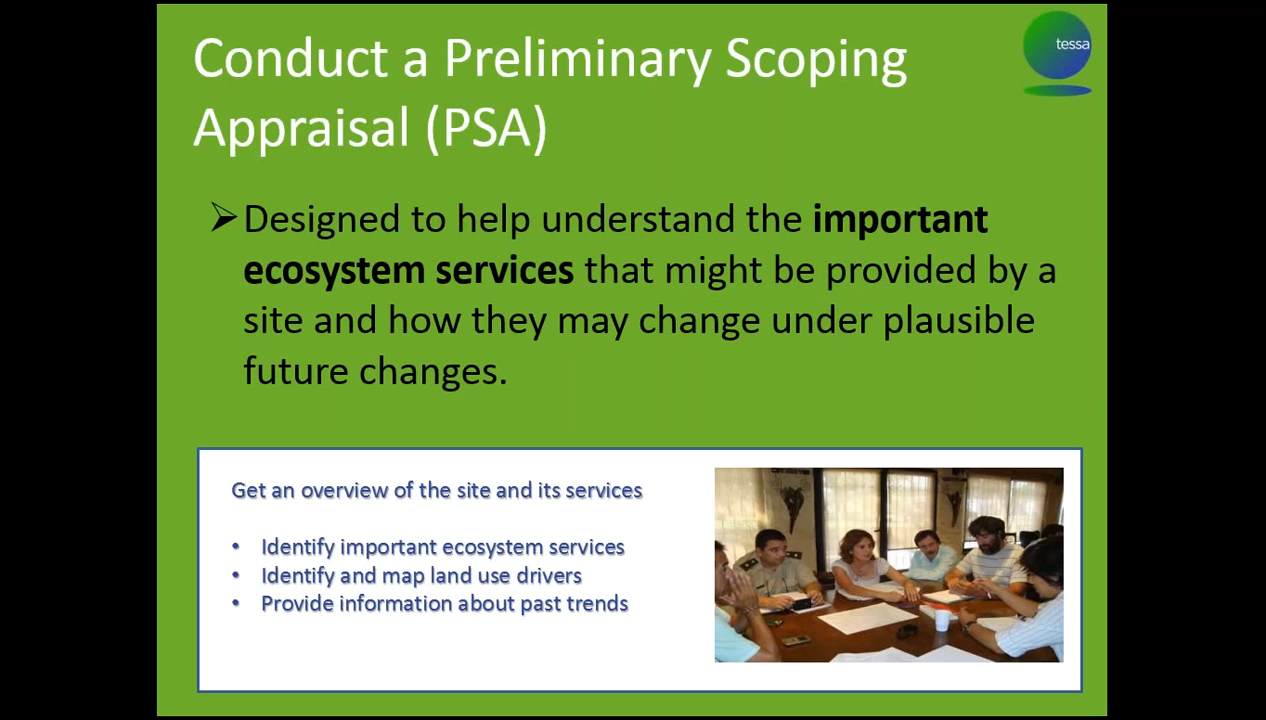 Conduct a Preliminary Scoping
Appraisal (PSA)
tessa
Designed to help understand the important
ecosystem services that might be provided by a
site and how they may change under plausible
future changes.
Get an overview of the site and its services
• Identify important ecosystem services
• Identify and map land use drivers
• Provide information about past trends